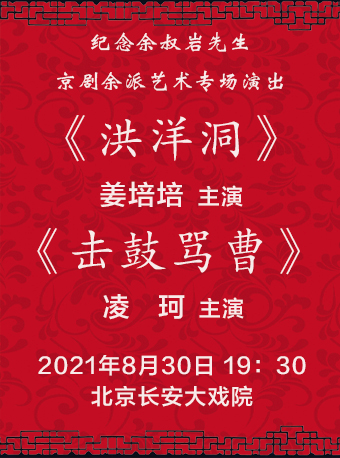 纪念余叔岩先生
京剧余派艺术专场演出
《洪洋洞》
姜培培 主演
《击鼓骂曹》
凌 珂 主演
2021年8月30日 19：30
北京长安大戏院